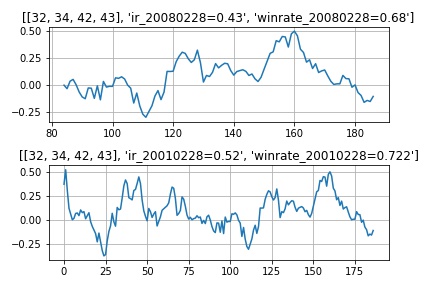 [[32, 34, 42, 43], 'ir_20080228=0.43', 'winrate_20080228=0.68']
0.50
0.25
0.00
-0.25
80 100 120 140 160 180
[[32, 34, 42, 43], 'ir_20010228=0.52', 'winrate_20010228=0.722']
0.50
0.25
0.00
-0.25
0 25 50 75 100 125 150 175